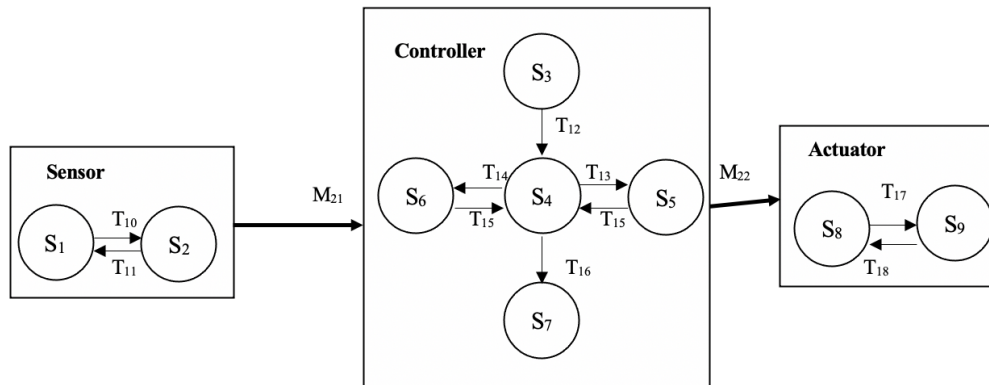 Controller
S₃
T₁₂
Sensor
M₂₁
T₁₄
T₁₃
M₂₂
Actuator
S₆
S₄
S₅
T₁₅
T₁₅
T₁₀
S₁
S₂
T₁₁
T₁₇
S₈
S₉
T₁₈
T₁₆
S₇